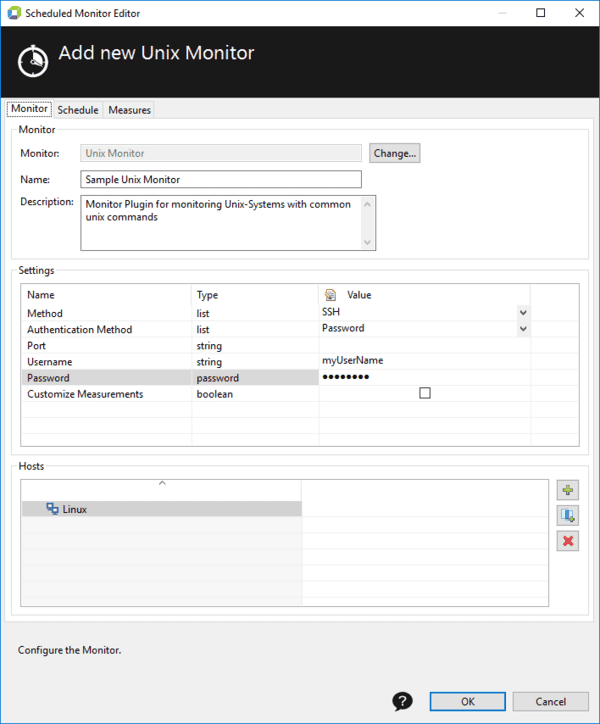 Scheduled Monitor Editor
Add new Unix Monitor
Monitor Schedule Measures
Monitor
Monitor: Unix Monitor Change...
Name: Sample Unix Monitor
Description: Monitor Plugin for monitoring Unix-Systems with common
unix commands
Settings
Name Type Value
Method list SSH
Authentication Method list Password
Port string
Username string myUserName
Password password ●●●●●●●●
Customize Measurements boolean
Hosts
Linux
Configure the Monitor.
? OK Cancel